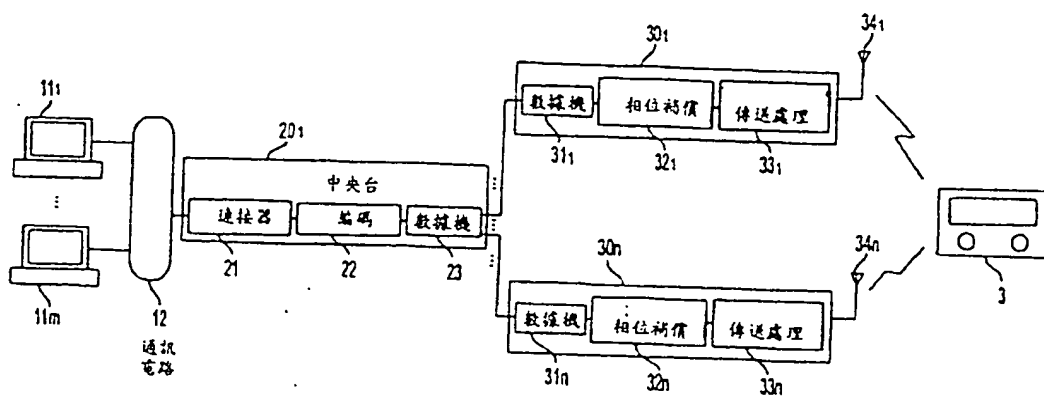 34₁
30₁
數據機
相位補償
傳送處理
31₁
32₁
33₁
11₁
20₁
中央台
連接器
編碼
數據機
21
22
23
11m
12
通訊
電路
30n
34n
數據機
相位補償
傳送處理
31n
32n
33n
3